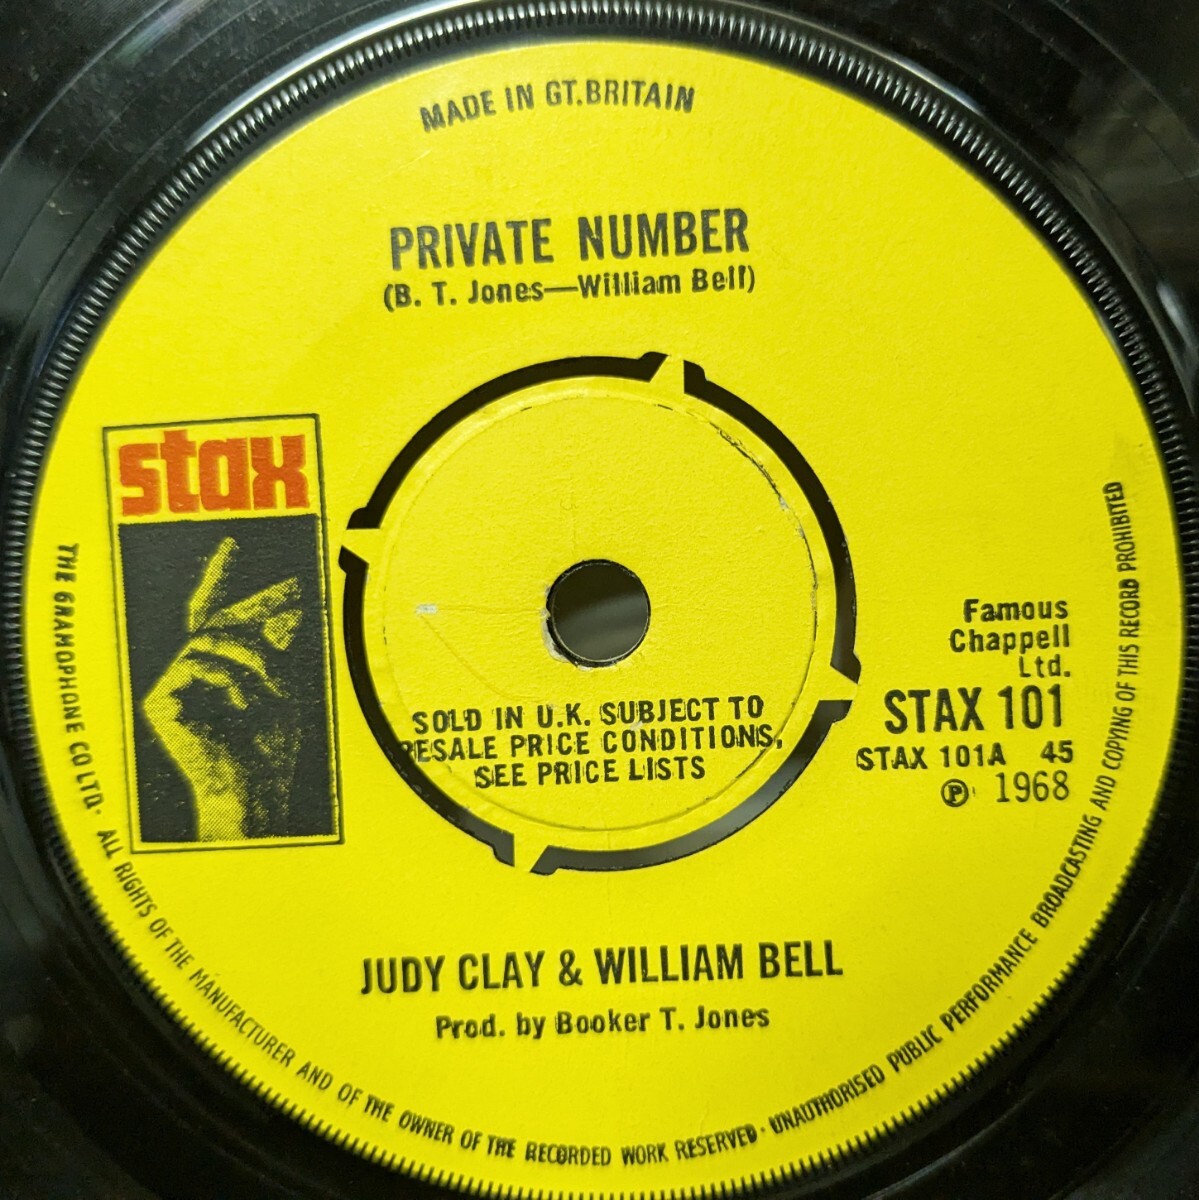 MADE IN GT.BRITAIN
PRIVATE NUMBER
(B. T. Jones—William Bell)
stax
Famous
Chappell
Ltd.
STAX 101
STAX 101A 45
Ⓟ 1968
SOLD IN U.K. SUBJECT TO
RESALE PRICE CONDITIONS,
SEE PRICE LISTS
JUDY CLAY & WILLIAM BELL
Prod. by Booker T. Jones
THE GRAMOPHONE CO LTD· ALL RIGHTS OF THE MANUFACTURER AND OF THE OWNER OF THE RECORDED WORK RESERVED· UNAUTHORISED PUBLIC PERFORMANCE BROADCASTING AND COPYING OF THIS RECORD PROHIBITED